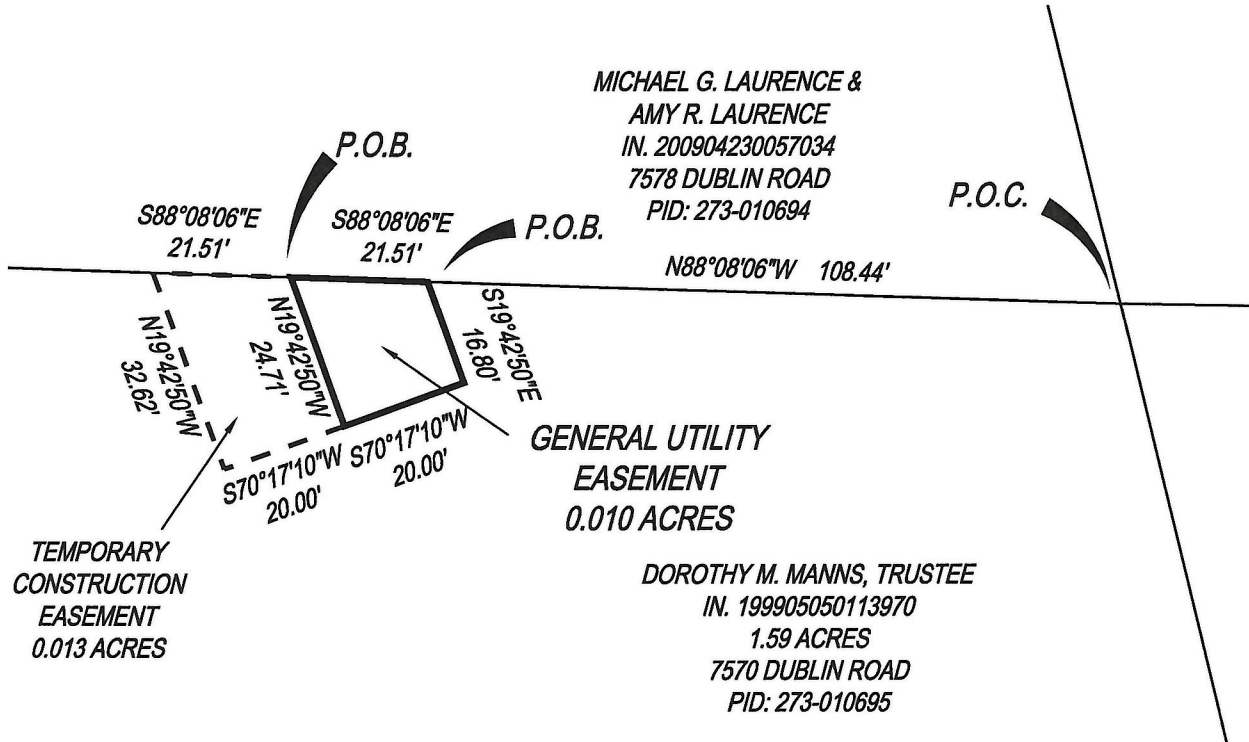 MICHAEL G. LAURENCE &
AMY R. LAURENCE
IN. 200904230057034
7578 DUBLIN ROAD
PID: 273-010694
P.O.B.
P.O.C.
S88°08'06"E
21.51'
S88°08'06"E
21.51'
P.O.B.
N88°08'06"W 108.44'
N19°42'50"W
32.62'
N19°42'50"W
24.71'
S19°42'50"E
16.80'
S70°17'10"W
20.00'
S70°17'10"W
20.00'
GENERAL UTILITY
EASEMENT
0.010 ACRES
TEMPORARY
CONSTRUCTION
EASEMENT
0.013 ACRES
DOROTHY M. MANNS, TRUSTEE
IN. 199905050113970
1.59 ACRES
7570 DUBLIN ROAD
PID: 273-010695